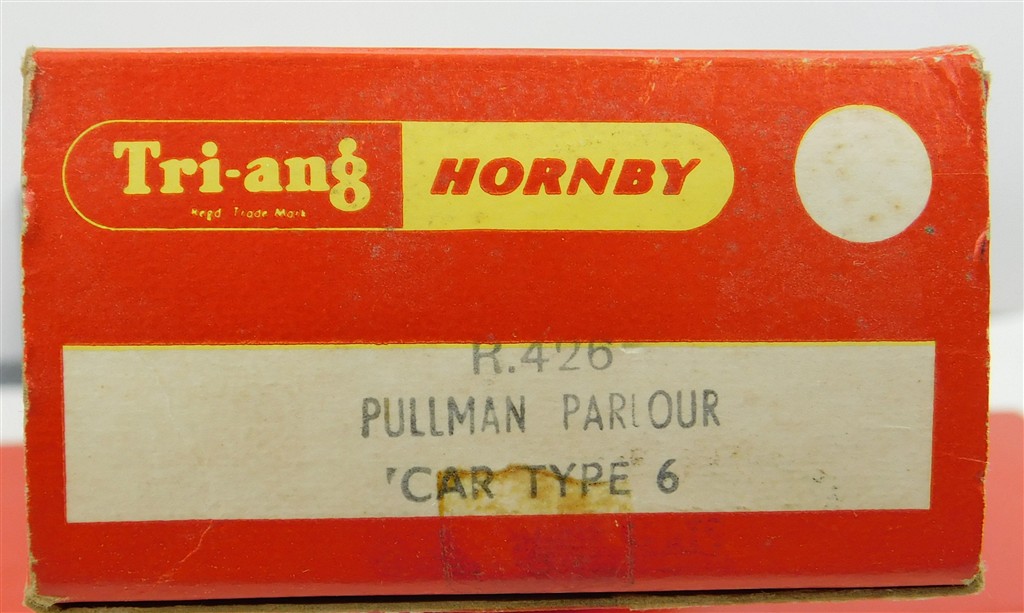 Tri-ang HORNBY
Regd. Trade Mark
R.426
PULLMAN PARLOUR
'CAR TYPE 6